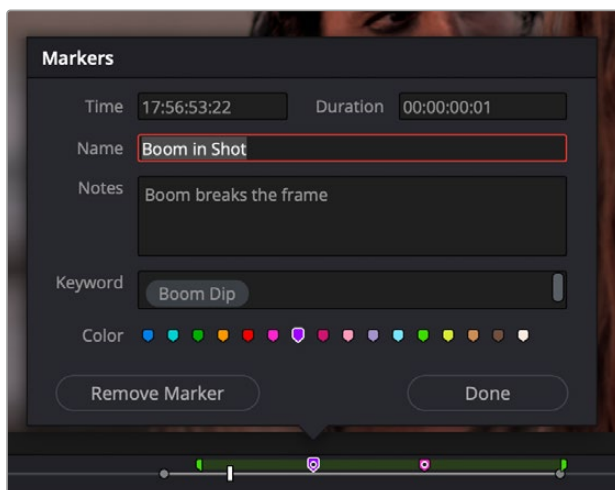 Markers
Time 17:56:53:22 Duration 00:00:00:01
Name Boom in Shot
Notes Boom breaks the frame
Keyword Boom Dip
Color
Remove Marker Done